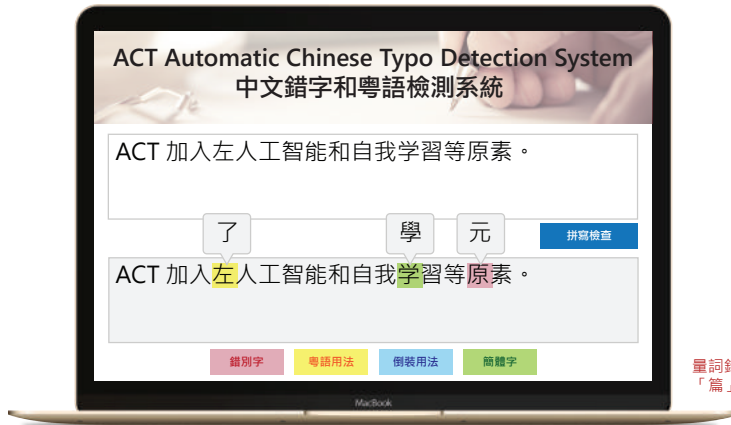 ACT Automatic Chinese Typo Detection System
中文錯字和粵語檢測系統
ACT 加入左人工智能和自我学習等原素。
了 學 元
拼寫檢查
ACT 加入左人工智能和自我学習等原素。
錯別字 粵語用法 倒裝用法 簡體字
量詞錯
「篇」
MacBook